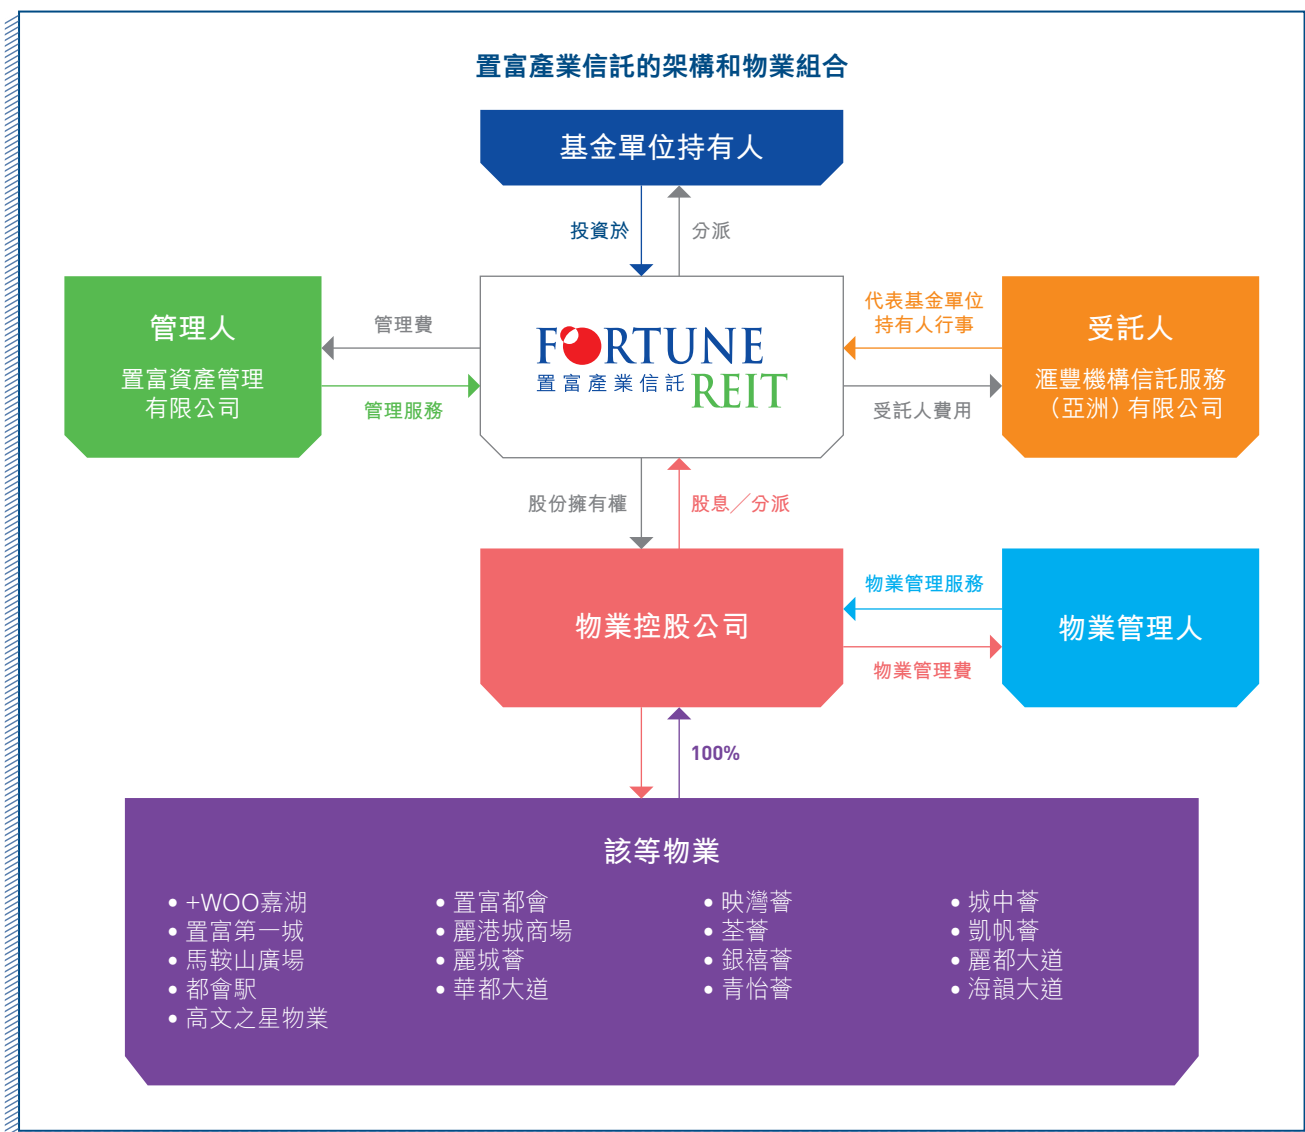 置富產業信託的架構和物業組合
基金單位持有人
投資於
分派
管理人
置富資產管理
有限公司
管理費
管理服務
FORTUNE
置富產業信託
REIT
代表基金單位
持有人行事
受託人費用
受託人
滙豐機構信託服務
（亞洲）有限公司
股份擁有權
股息／分派
物業控股公司
物業管理服務
物業管理費
物業管理人
100%
該等物業
• +WOO嘉湖
• 置富第一城
• 馬鞍山廣場
• 都會駅
• 高文之星物業
• 置富都會
• 麗港城商場
• 麗城薈
• 華都大道
• 映灣薈
• 荃薈
• 銀禧薈
• 青怡薈
• 城中薈
• 凱帆薈
• 麗都大道
• 海韻大道